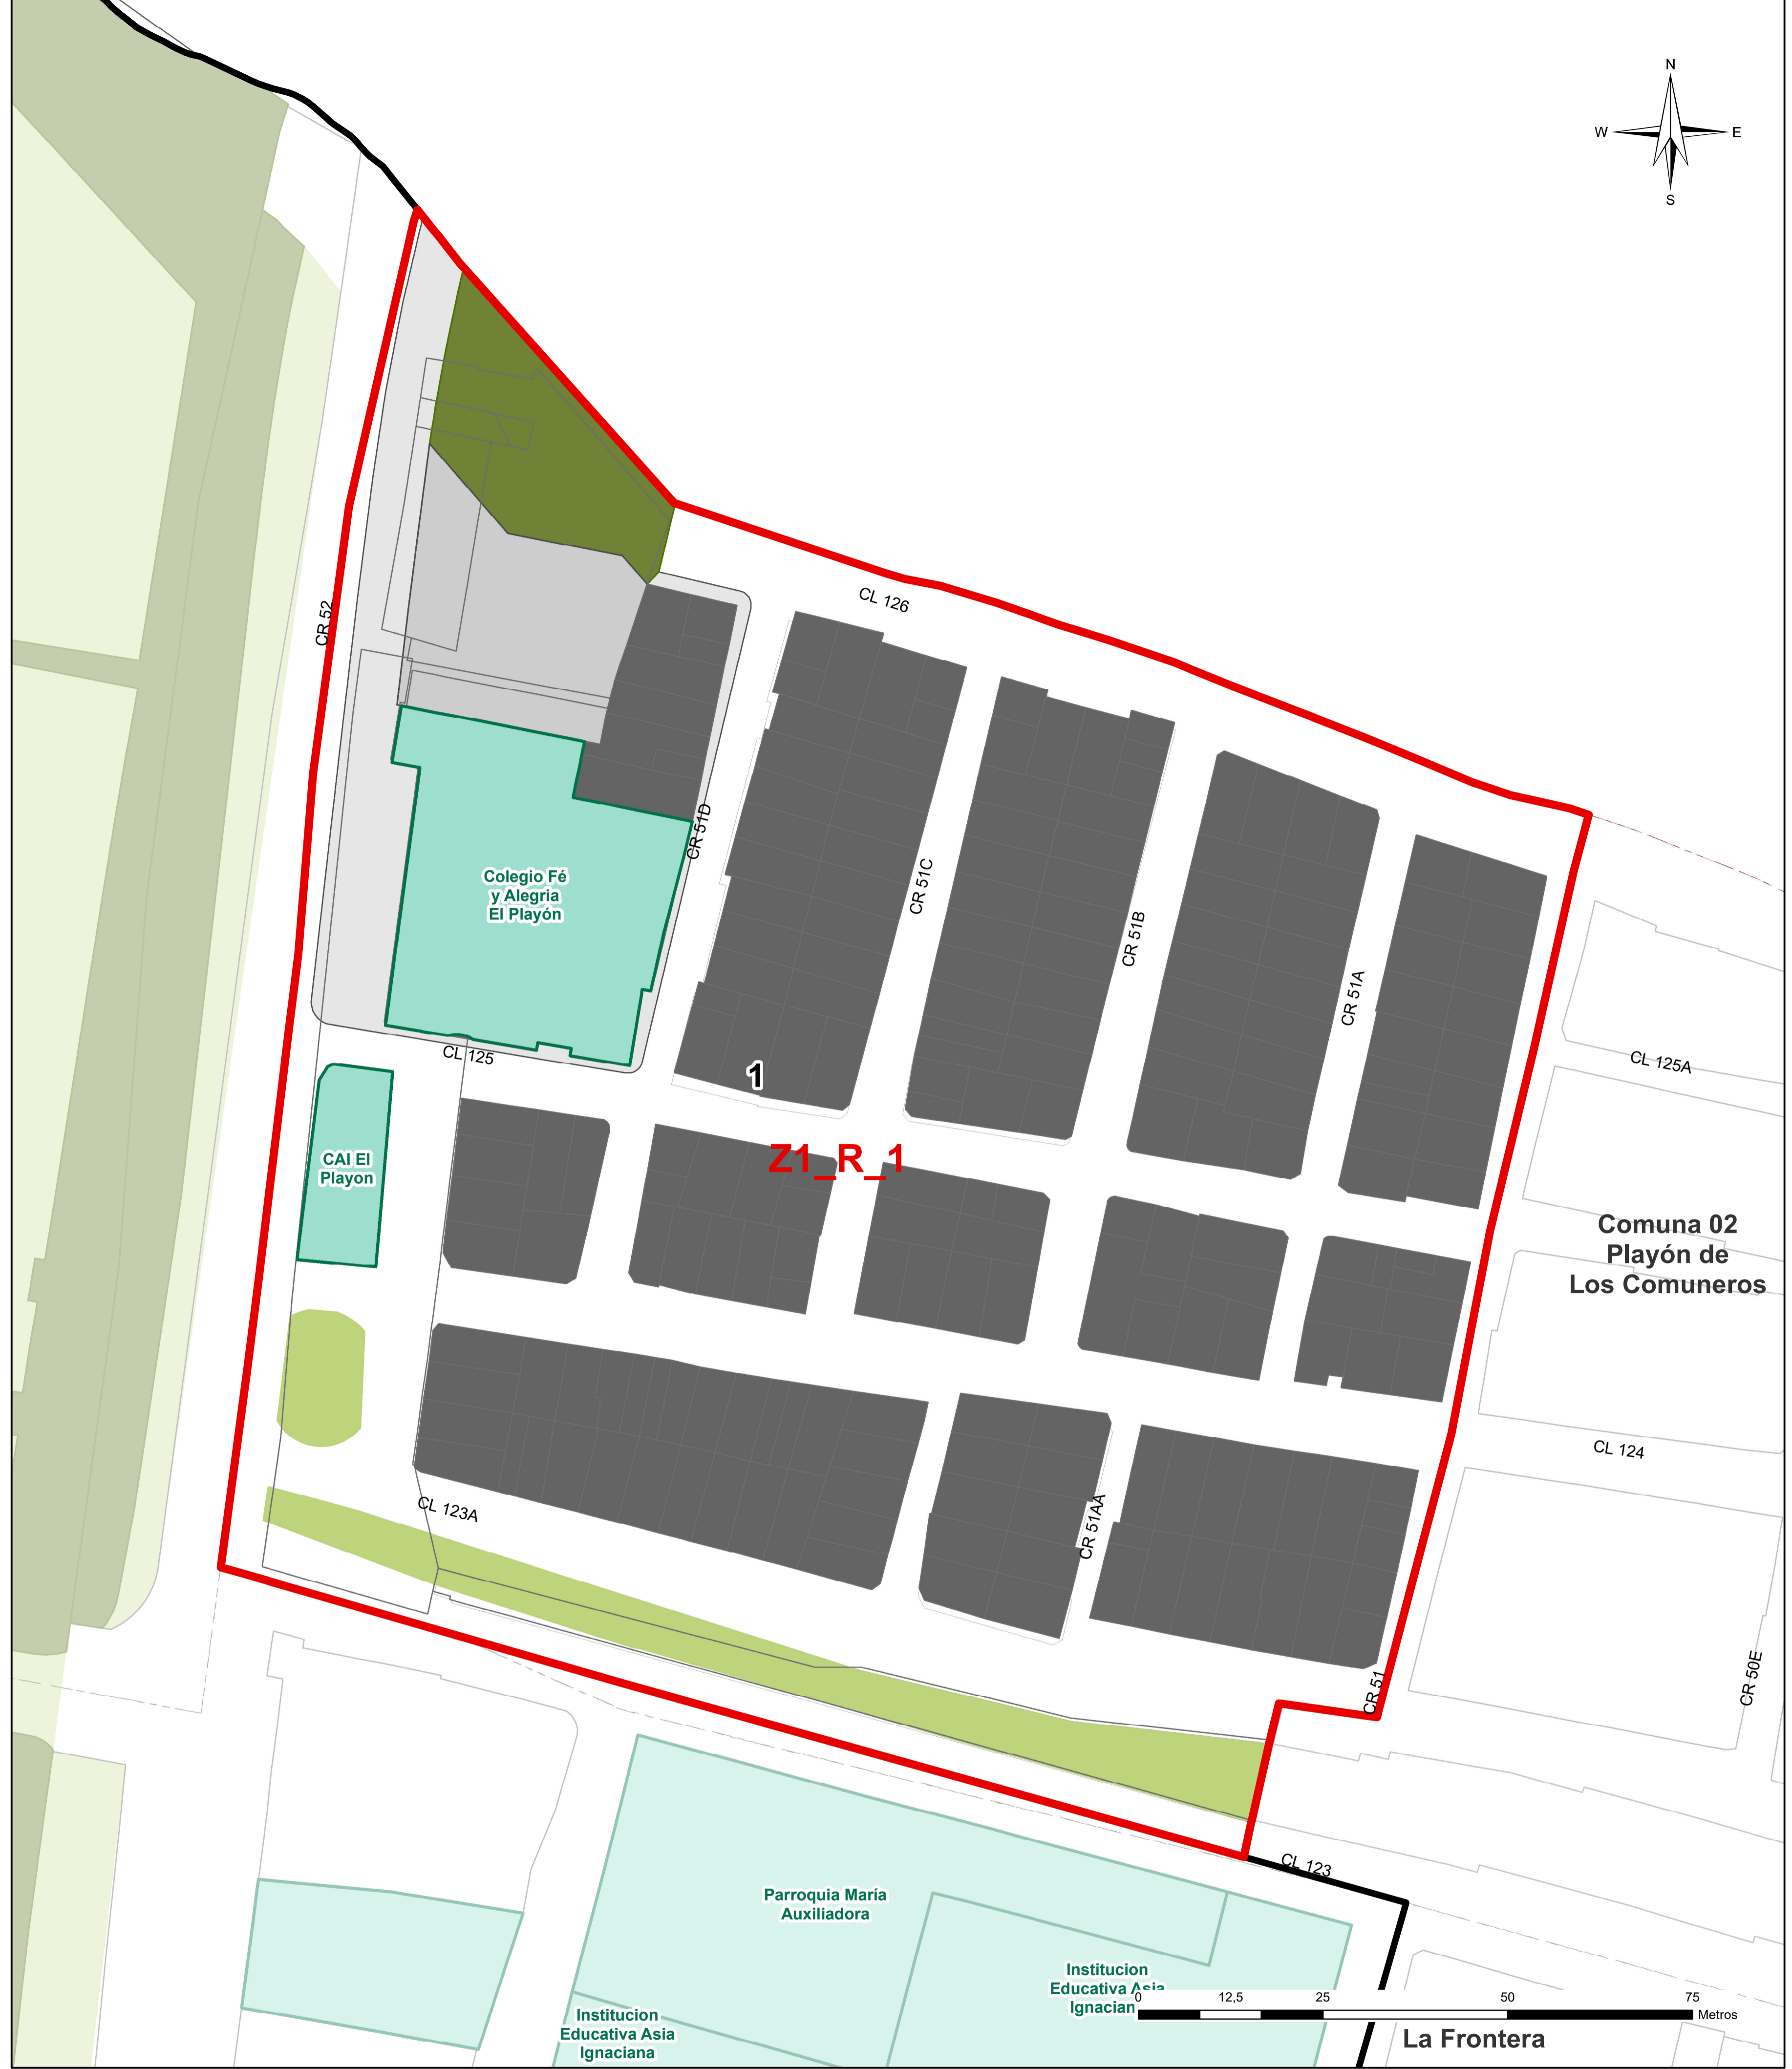 N
W
E
S
CR 52
CL 126
CR 51D
CR 51C
CR 51B
CR 51A
Colegio Fé
y Alegria
El Playón
CL 125
1
CL 125A
Z1_R_1
CAI El
Playon
Comuna 02
Playón de
Los Comuneros
CL 124
CL 123A
CR 51AA
CR 51
CR 50E
CL 123
Parroquia María
Auxiliadora
Institucion
Educativa Asia
Ignacian
Institucion
Educativa Asia
Ignaciana
0 12,5 25 50 75
Metros
La Frontera